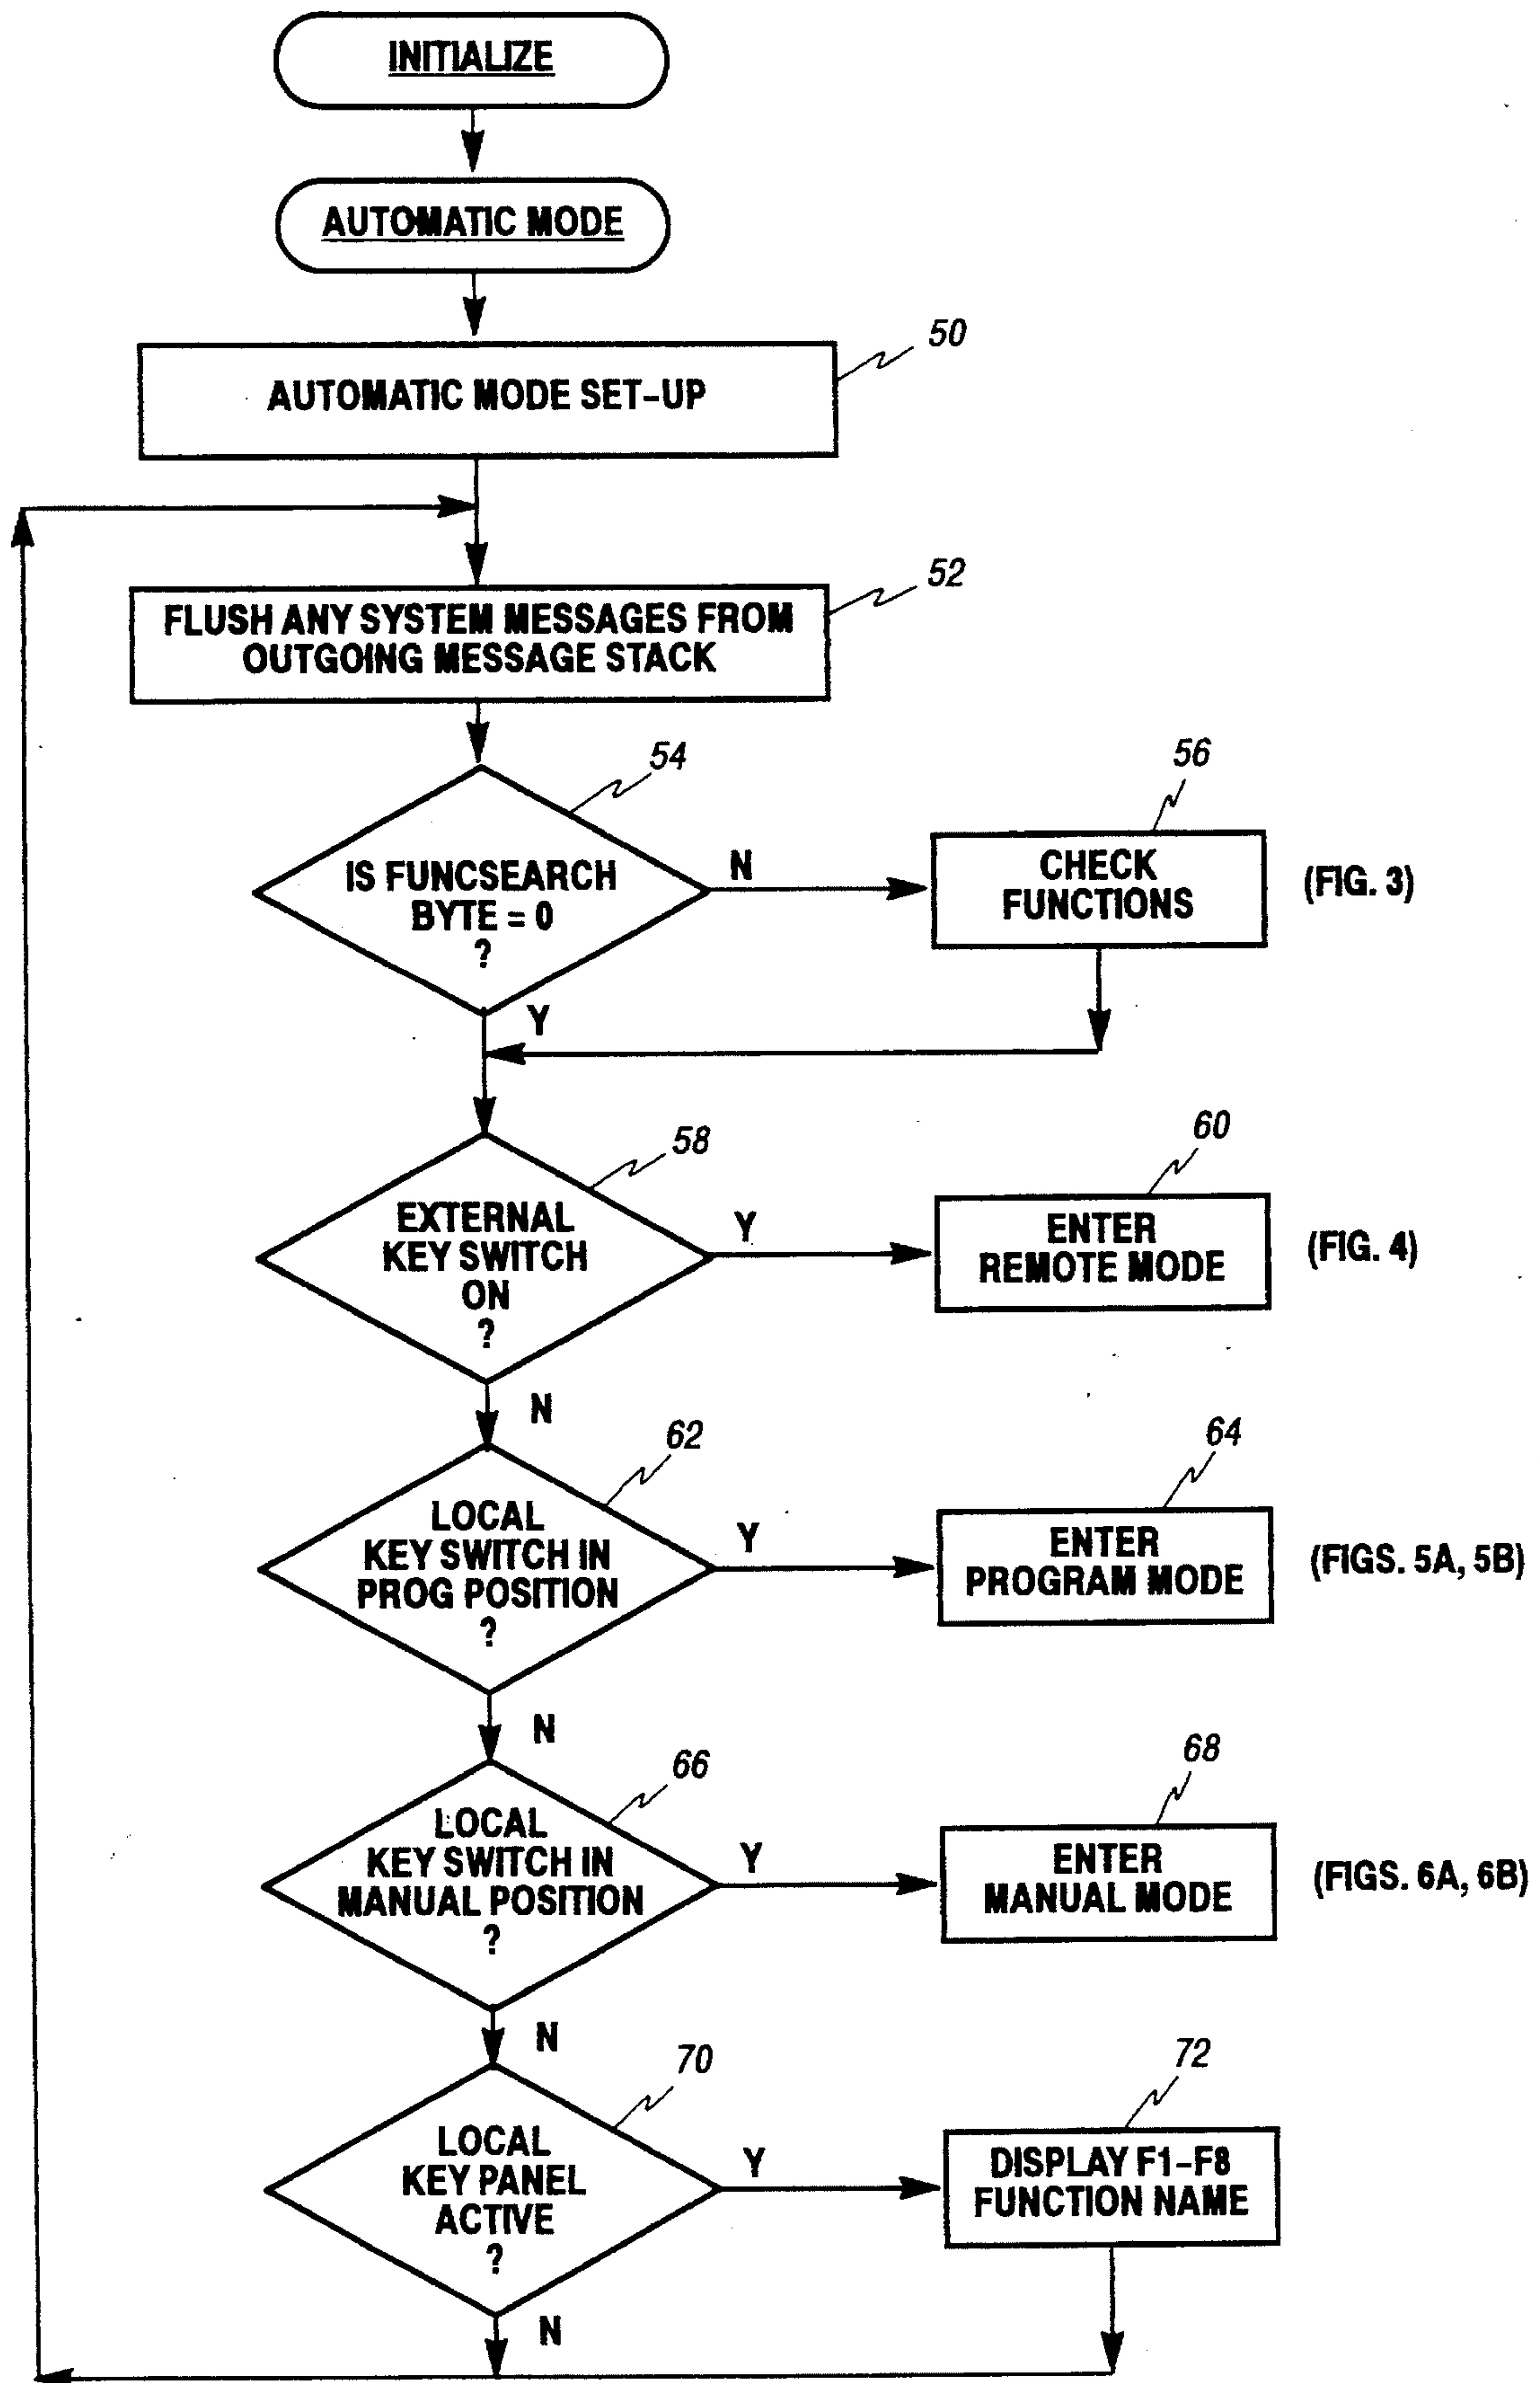 INITIALIZE
AUTOMATIC MODE
50
AUTOMATIC MODE SET-UP
52
FLUSH ANY SYSTEM MESSAGES FROM
OUTGOING MESSAGE STACK
54
IS FUNCSEARCH
BYTE = 0
?
N
56
CHECK
FUNCTIONS
(FIG. 3)
Y
58
EXTERNAL
KEY SWITCH
ON
?
Y
60
ENTER
REMOTE MODE
(FIG. 4)
N
62
LOCAL
KEY SWITCH IN
PROG POSITION
?
Y
64
ENTER
PROGRAM MODE
(FIGS. 5A, 5B)
N
66
LOCAL
KEY SWITCH IN
MANUAL POSITION
?
Y
68
ENTER
MANUAL MODE
(FIGS. 6A, 6B)
N
70
LOCAL
KEY PANEL
ACTIVE
?
Y
72
DISPLAY F1-F8
FUNCTION NAME
N